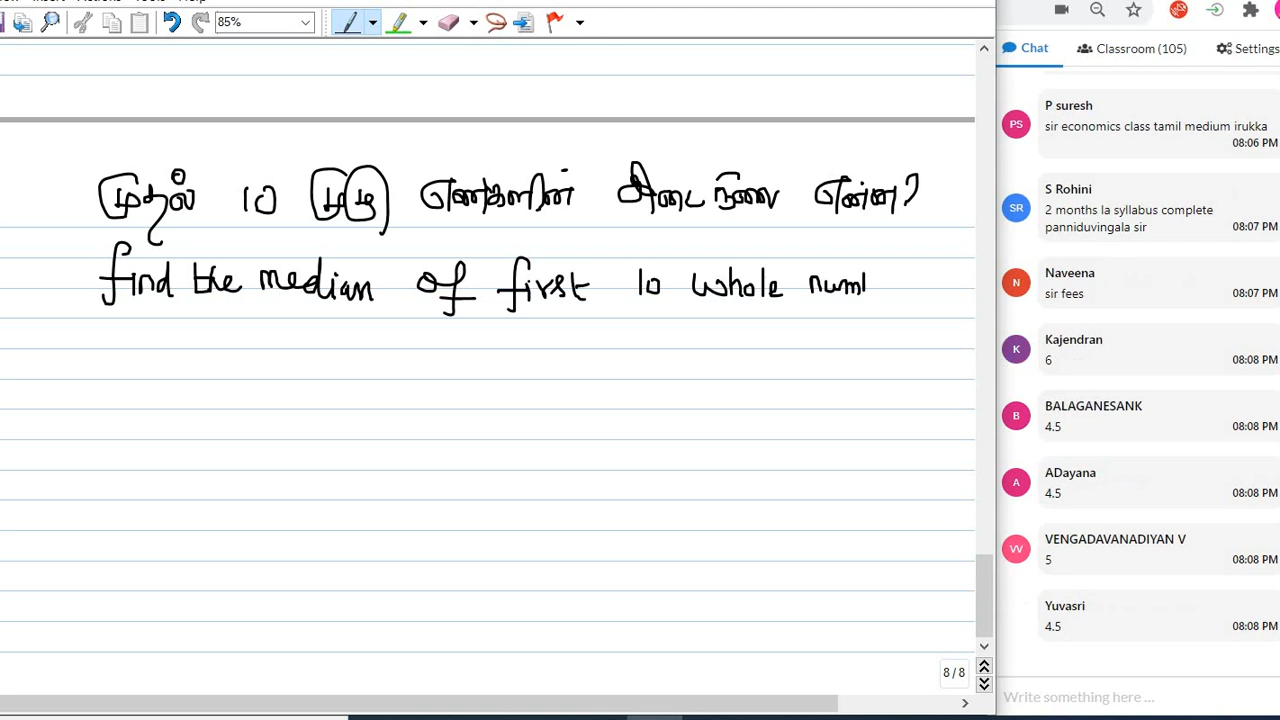 85%
முதல் 10 முழு எண்களின் இடைநிலை என்ன?
find the median of first 10 whole num
8/8
Chat
Classroom (105)
Settings
PS
P suresh
sir economics class tamil medium irukka
08:06 PM
SR
S Rohini
2 months la syllabus complete
panniduvingala sir
08:07 PM
N
Naveena
sir fees
08:07 PM
K
Kajendran
6
08:08 PM
B
BALAGANESANK
4.5
08:08 PM
A
ADayana
4.5
08:08 PM
VV
VENGADAVANADIYAN V
5
08:08 PM
Yuvasri
4.5
08:08 PM
Write something here ...